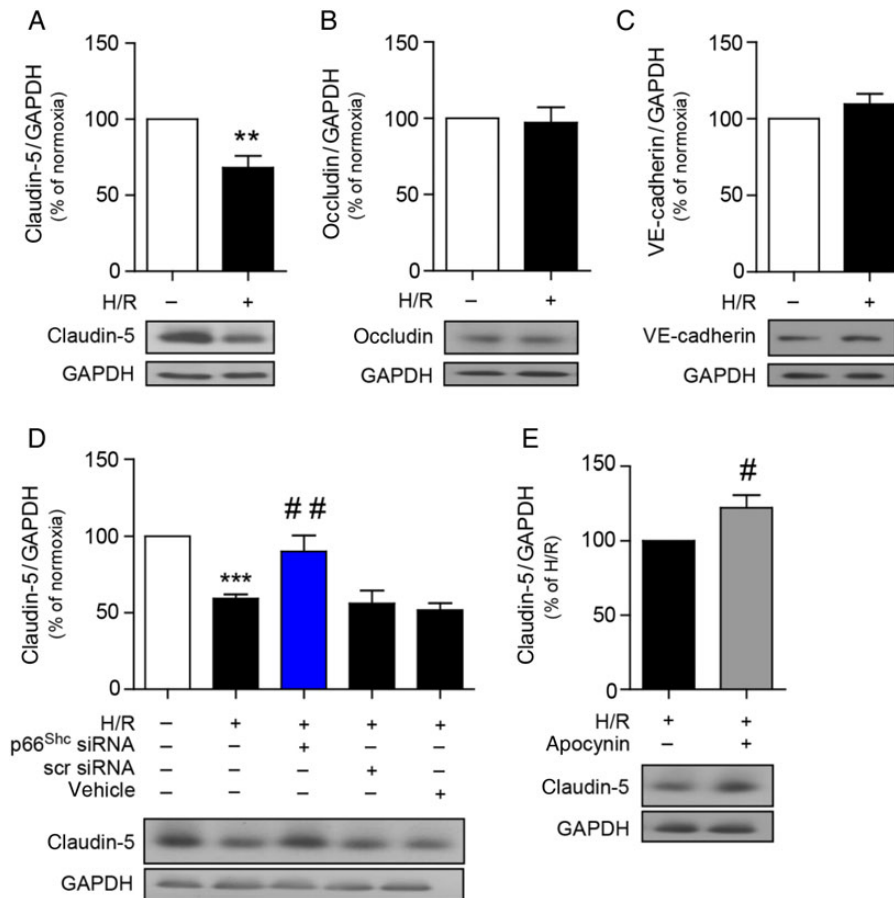 A
Claudin-5/GAPDH
(% of normoxia)
150
100
50
0
**
H/R
– +
Claudin-5
GAPDH
B
Occludin/GAPDH
(% of normoxia)
150
100
50
0
H/R
– +
Occludin
GAPDH
C
VE-cadherin/GAPDH
(% of normoxia)
150
100
50
0
H/R
– +
VE-cadherin
GAPDH
D
Claudin-5/GAPDH
(% of normoxia)
150
100
50
0
***
##
H/R – + + + +
p66Shc siRNA – – + – –
scr siRNA – – – + –
Vehicle – – – – +
Claudin-5
GAPDH
E
Claudin-5/GAPDH
(% of H/R)
150
100
50
0
#
H/R + +
Apocynin – +
Claudin-5
GAPDH